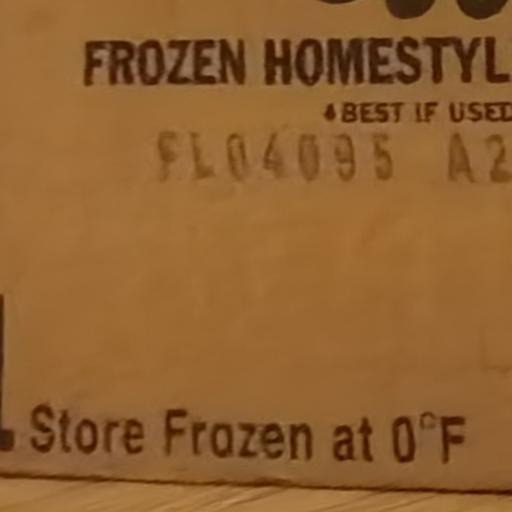 FROZEN HOMESTYL
BEST IF USED
FL04095 A2
Store Frozen at 0°F